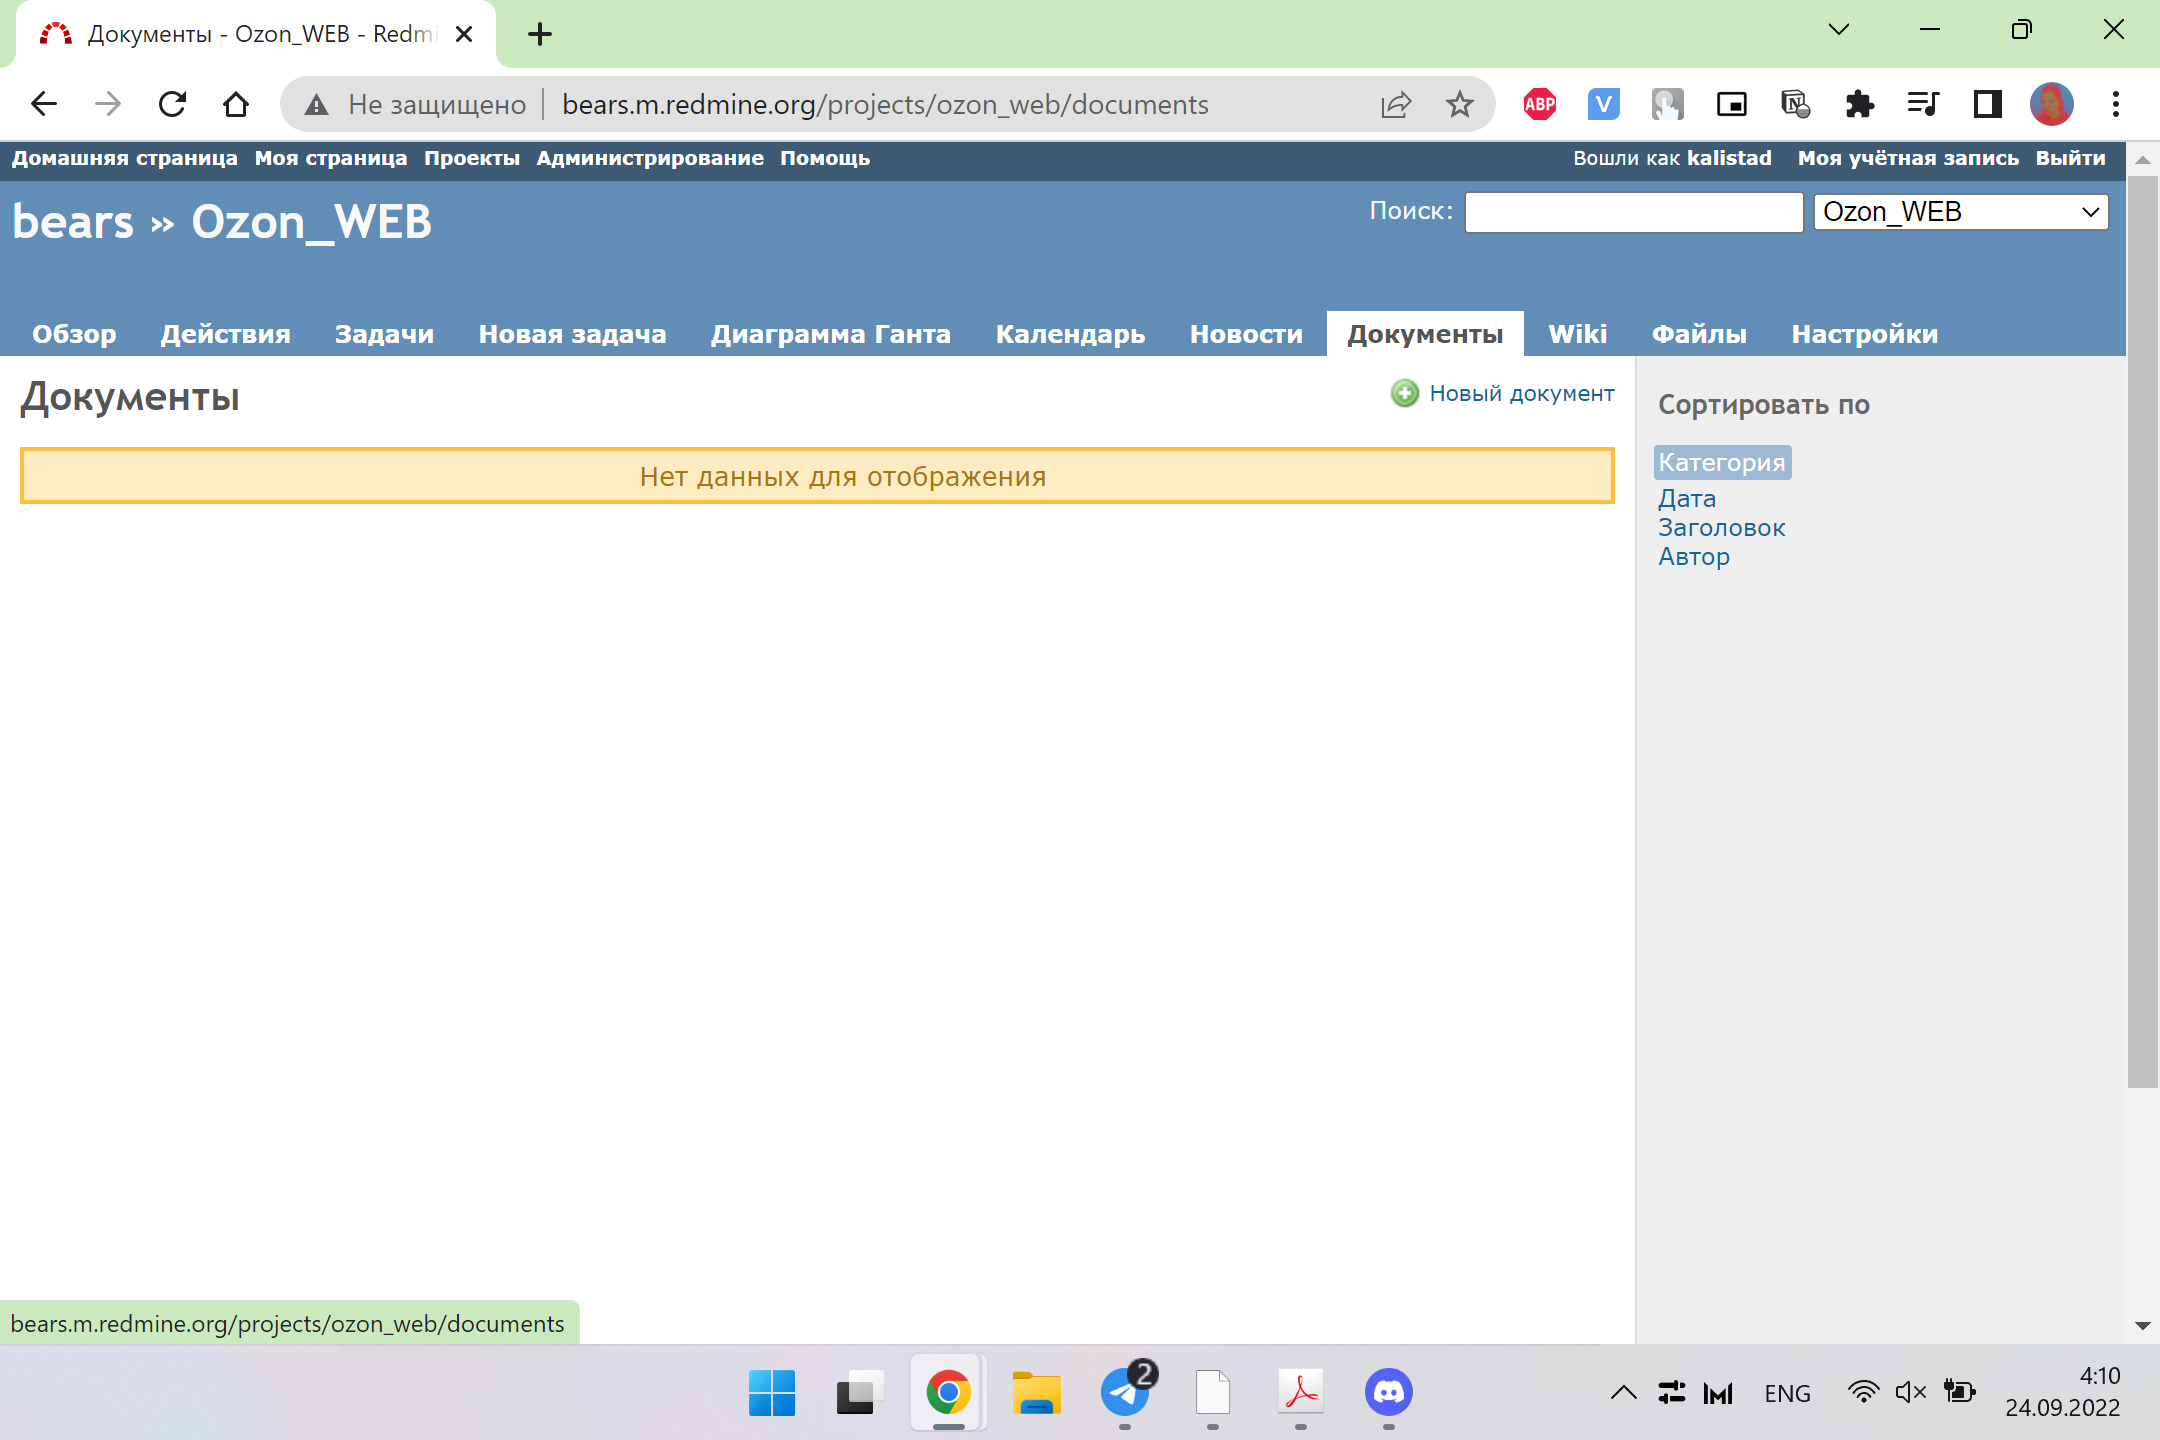 Документы - Ozon_WEB - Redmi
Не защищено bears.m.redmine.org/projects/ozon_web/documents ABP V N
Домашняя страница Моя страница Проекты Администрирование Помощь Вошли как kalistad Моя учётная запись Выйти
bears » Ozon_WEB Поиск: Ozon_WEB
Обзор Действия Задачи Новая задача Диаграмма Ганта Календарь Новости Документы Wiki Файлы Настройки
Документы Новый документ
Нет данных для отображения
Сортировать по
Категория
Дата
Заголовок
Автор
bears.m.redmine.org/projects/ozon_web/documents
2
ENG
4:10
24.09.2022